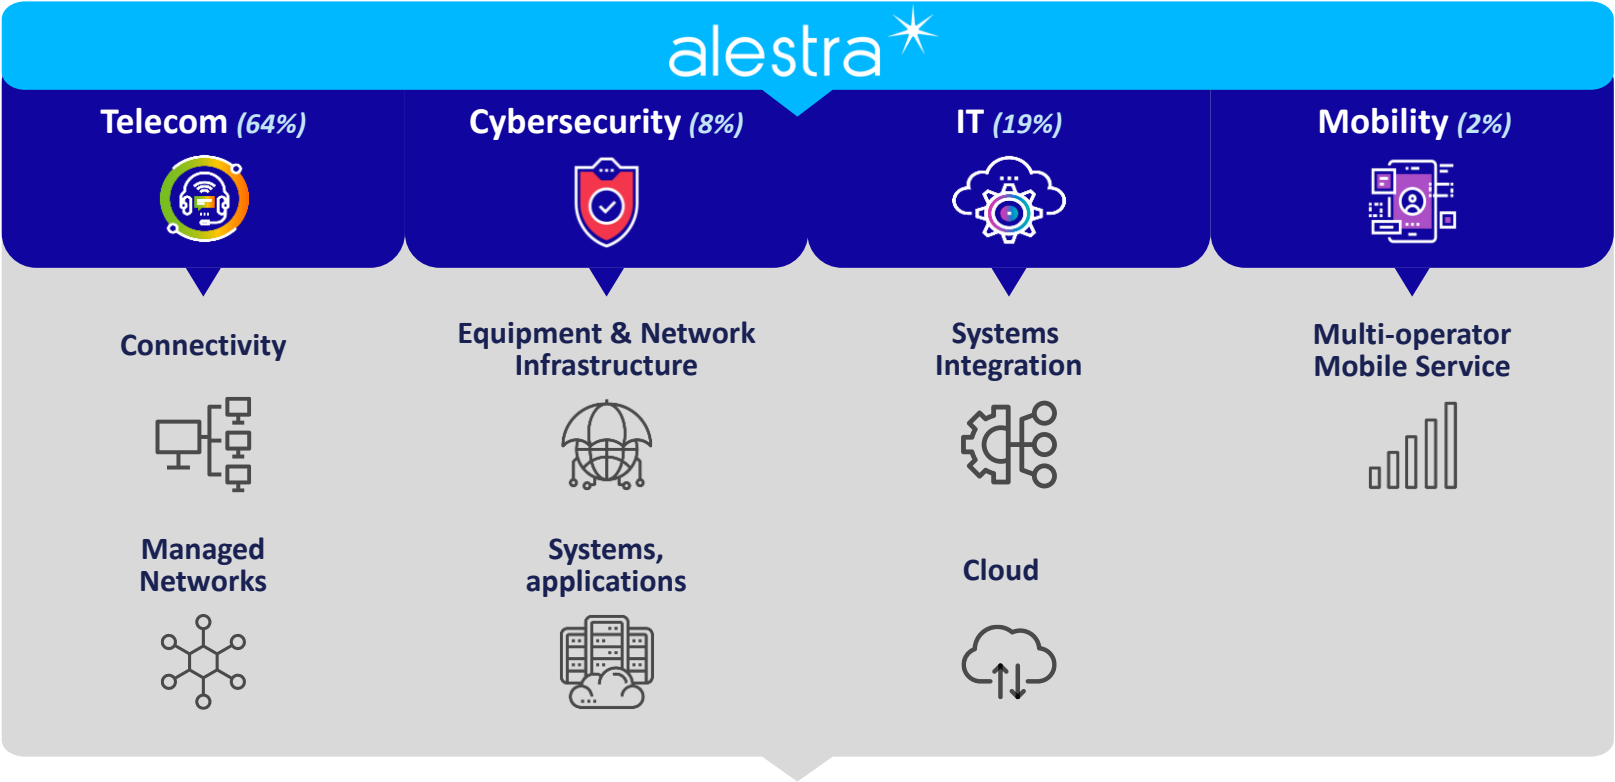 alestra
Telecom (64%)
Cybersecurity (8%)
IT (19%)
Mobility (2%)
Connectivity
Equipment & Network
Infrastructure
Systems
Integration
Multi-operator
Mobile Service
Managed
Networks
Systems,
applications
Cloud